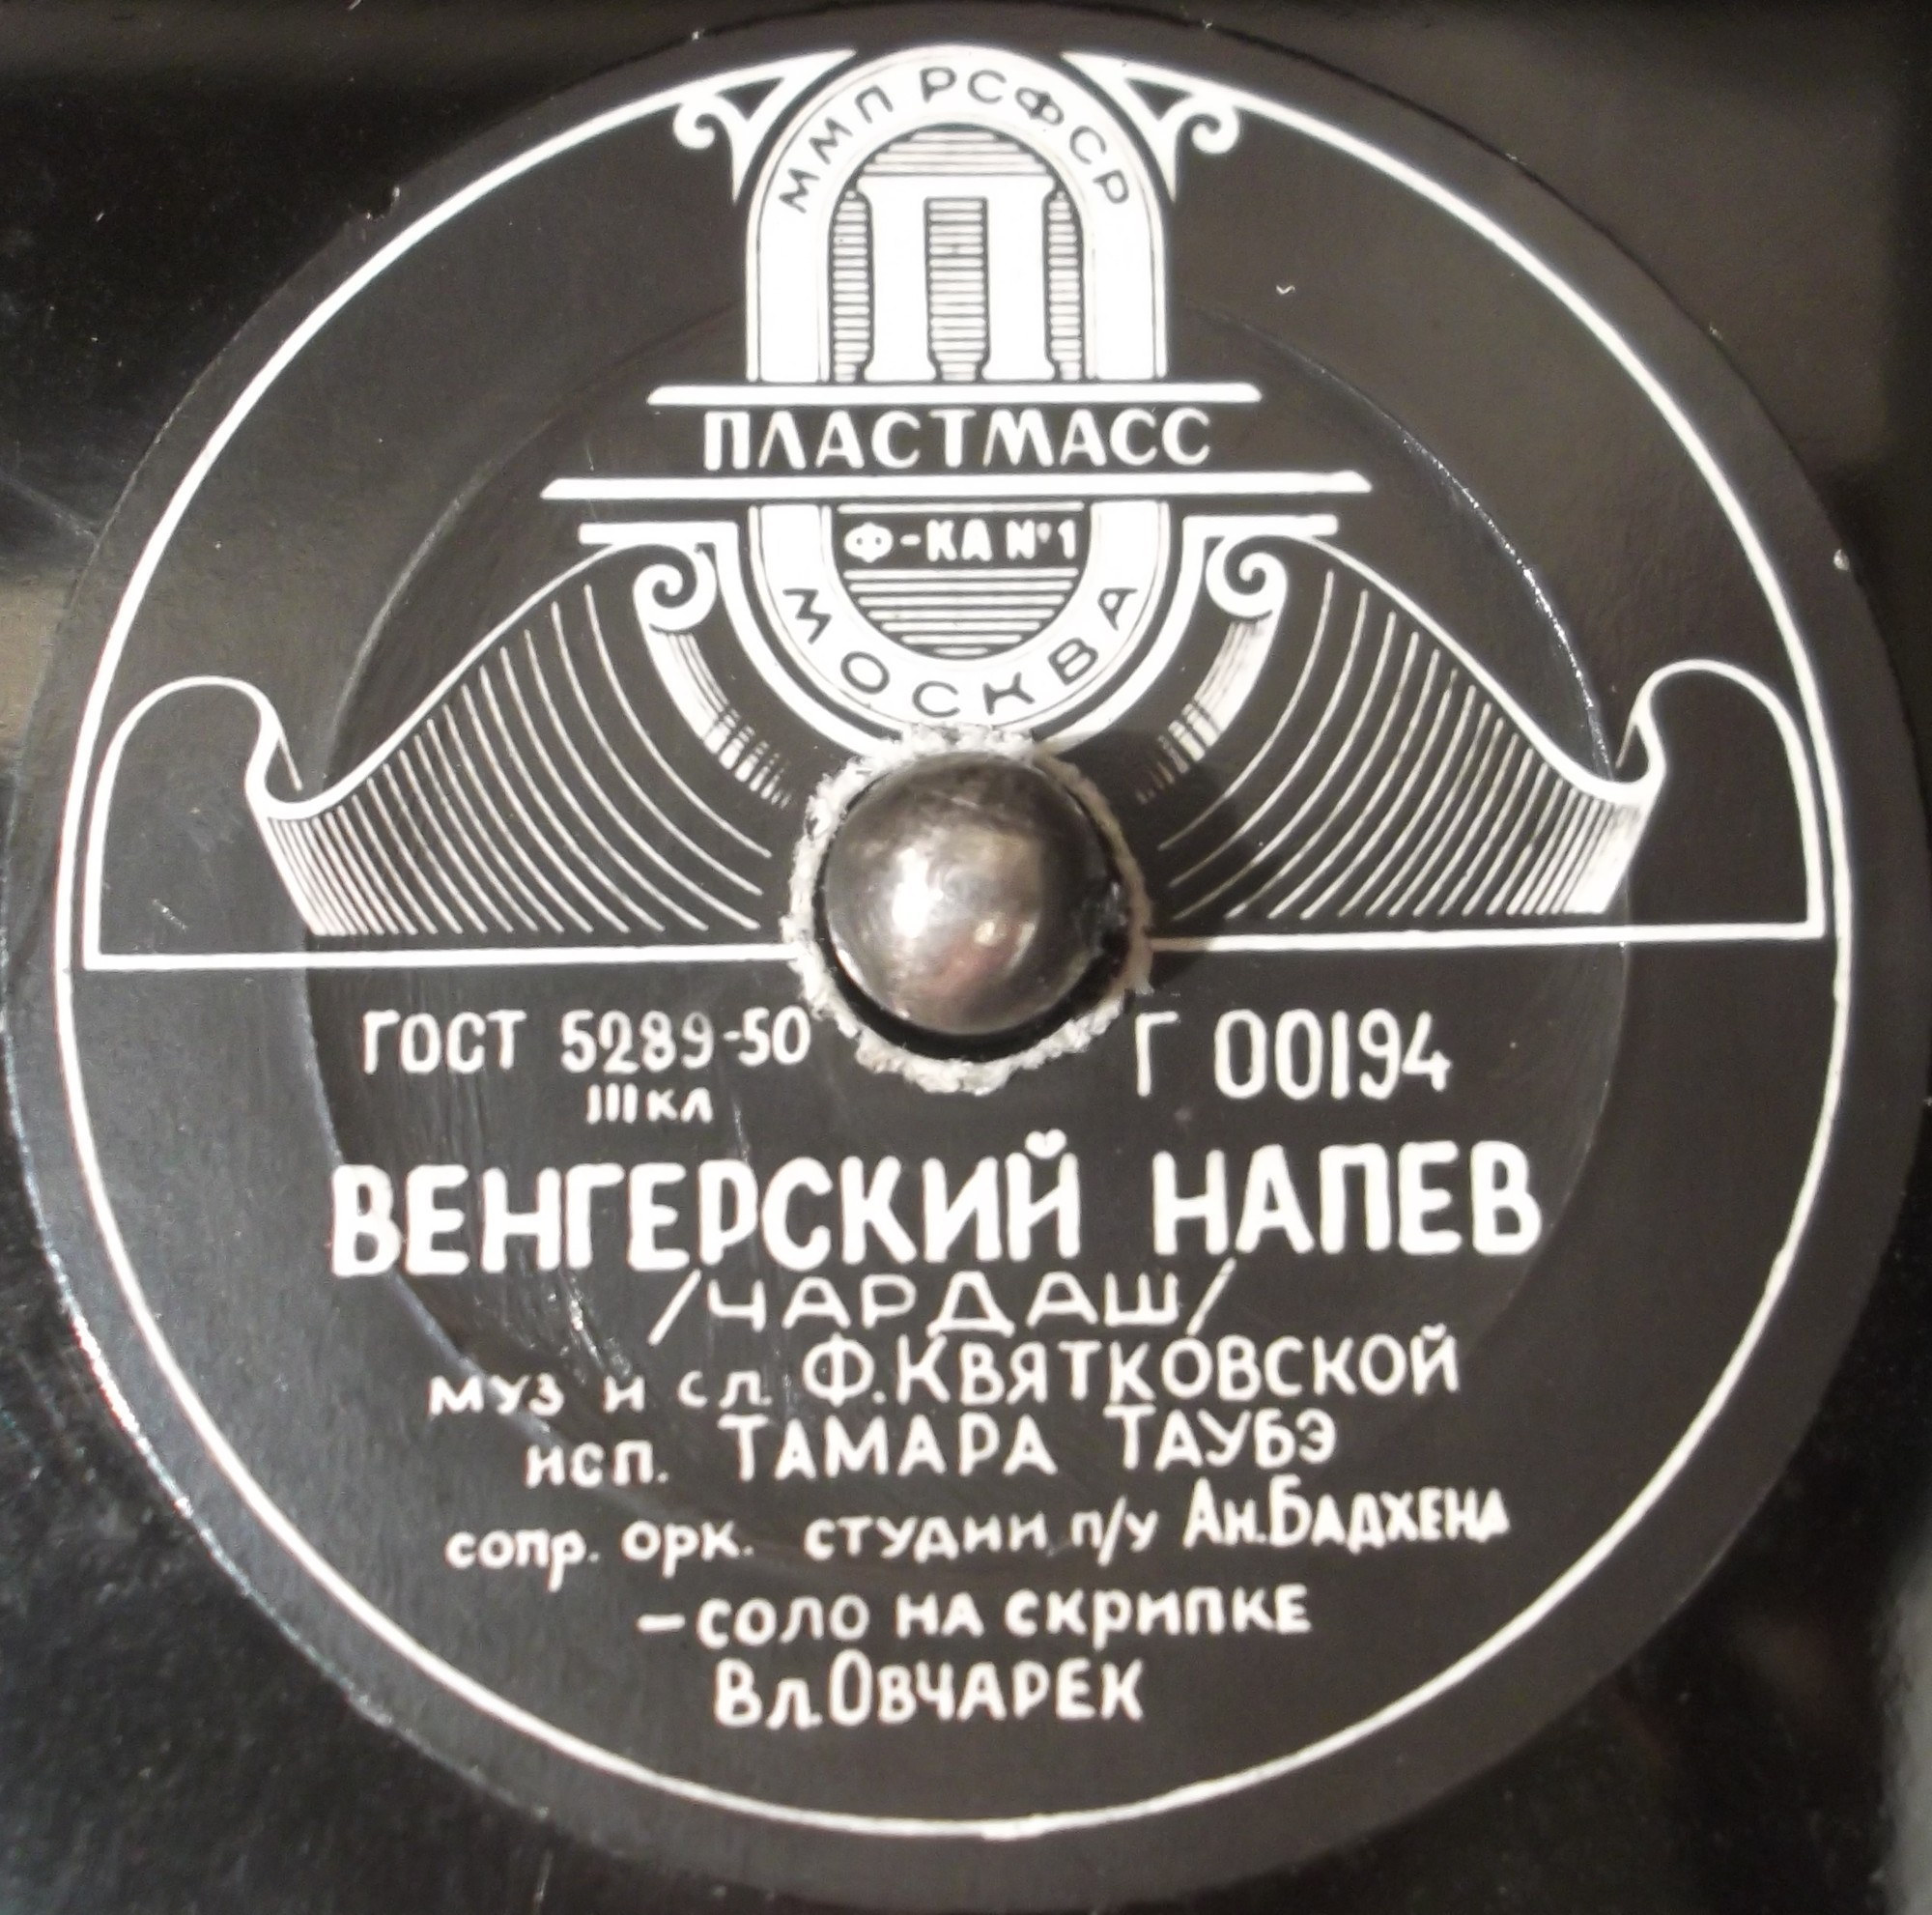 ММП РСФСР
П
ПЛАСТМАСС
Ф-КА №1
МОСКВА
ГОСТ 5289-50 Г 00194
III КЛ
ВЕНГЕРСКИЙ НАПЕВ
/ЧАРДАШ/
муз и сл. Ф.КВЯТКОВСКОЙ
исп. ТАМАРА ТАУБЭ
сопр. орк. студии п/у Ан.БАДХЕНА
-СОЛО НА СКРИПКЕ
Вл.ОВЧАРЕК